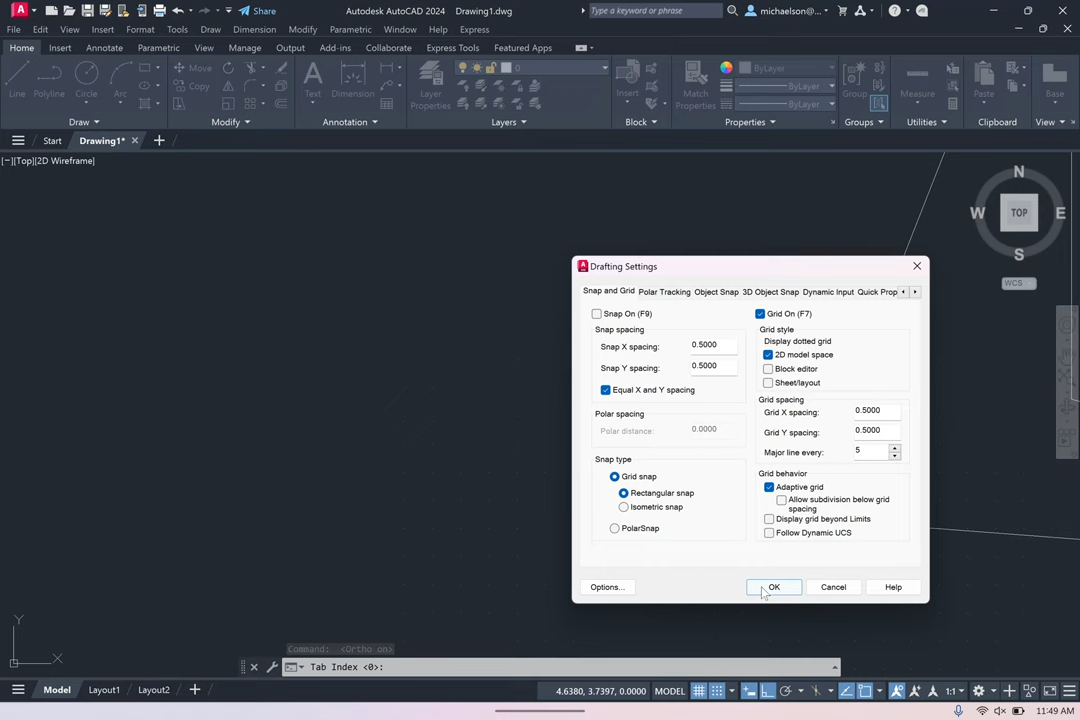 Share
Autodesk AutoCAD 2024 Drawing1.dwg
Type a keyword or phrase
michaelson@...
File Edit View Insert Format Tools Draw Dimension Modify Parametric Window Help Express
Home Insert Annotate Parametric View Manage Output Add-ins Collaborate Express Tools Featured Apps
Line Polyline Circle Arc
Move
Copy
Text Dimension
Layer Properties
0
Insert
Match Properties
ByLayer
ByLayer
ByLayer
Group
Measure
Paste
Base
Draw Modify Annotation Layers Block Properties Groups Utilities Clipboard View
Start Drawing1*
[−][Top][2D Wireframe]
N
W TOP E
S
WCS
Drafting Settings
Snap and Grid Polar Tracking Object Snap 3D Object Snap Dynamic Input Quick Prop
Snap On (F9) Grid On (F7)
Snap spacing
Snap X spacing: 0.5000
Snap Y spacing: 0.5000
Equal X and Y spacing
Polar spacing
Polar distance: 0.0000
Snap type
Grid snap
Rectangular snap
Isometric snap
PolarSnap
Grid style
Display dotted grid
2D model space
Block editor
Sheet/layout
Grid spacing
Grid X spacing: 0.5000
Grid Y spacing: 0.5000
Major line every: 5
Grid behavior
Adaptive grid
Allow subdivision below grid
spacing
Display grid beyond Limits
Follow Dynamic UCS
Options... OK Cancel Help
Y
X
Command: <Ortho on>
Tab Index <0>:
Model Layout1 Layout2
4.6380, 3.7397, 0.0000 MODEL 1:1
11:49 AM